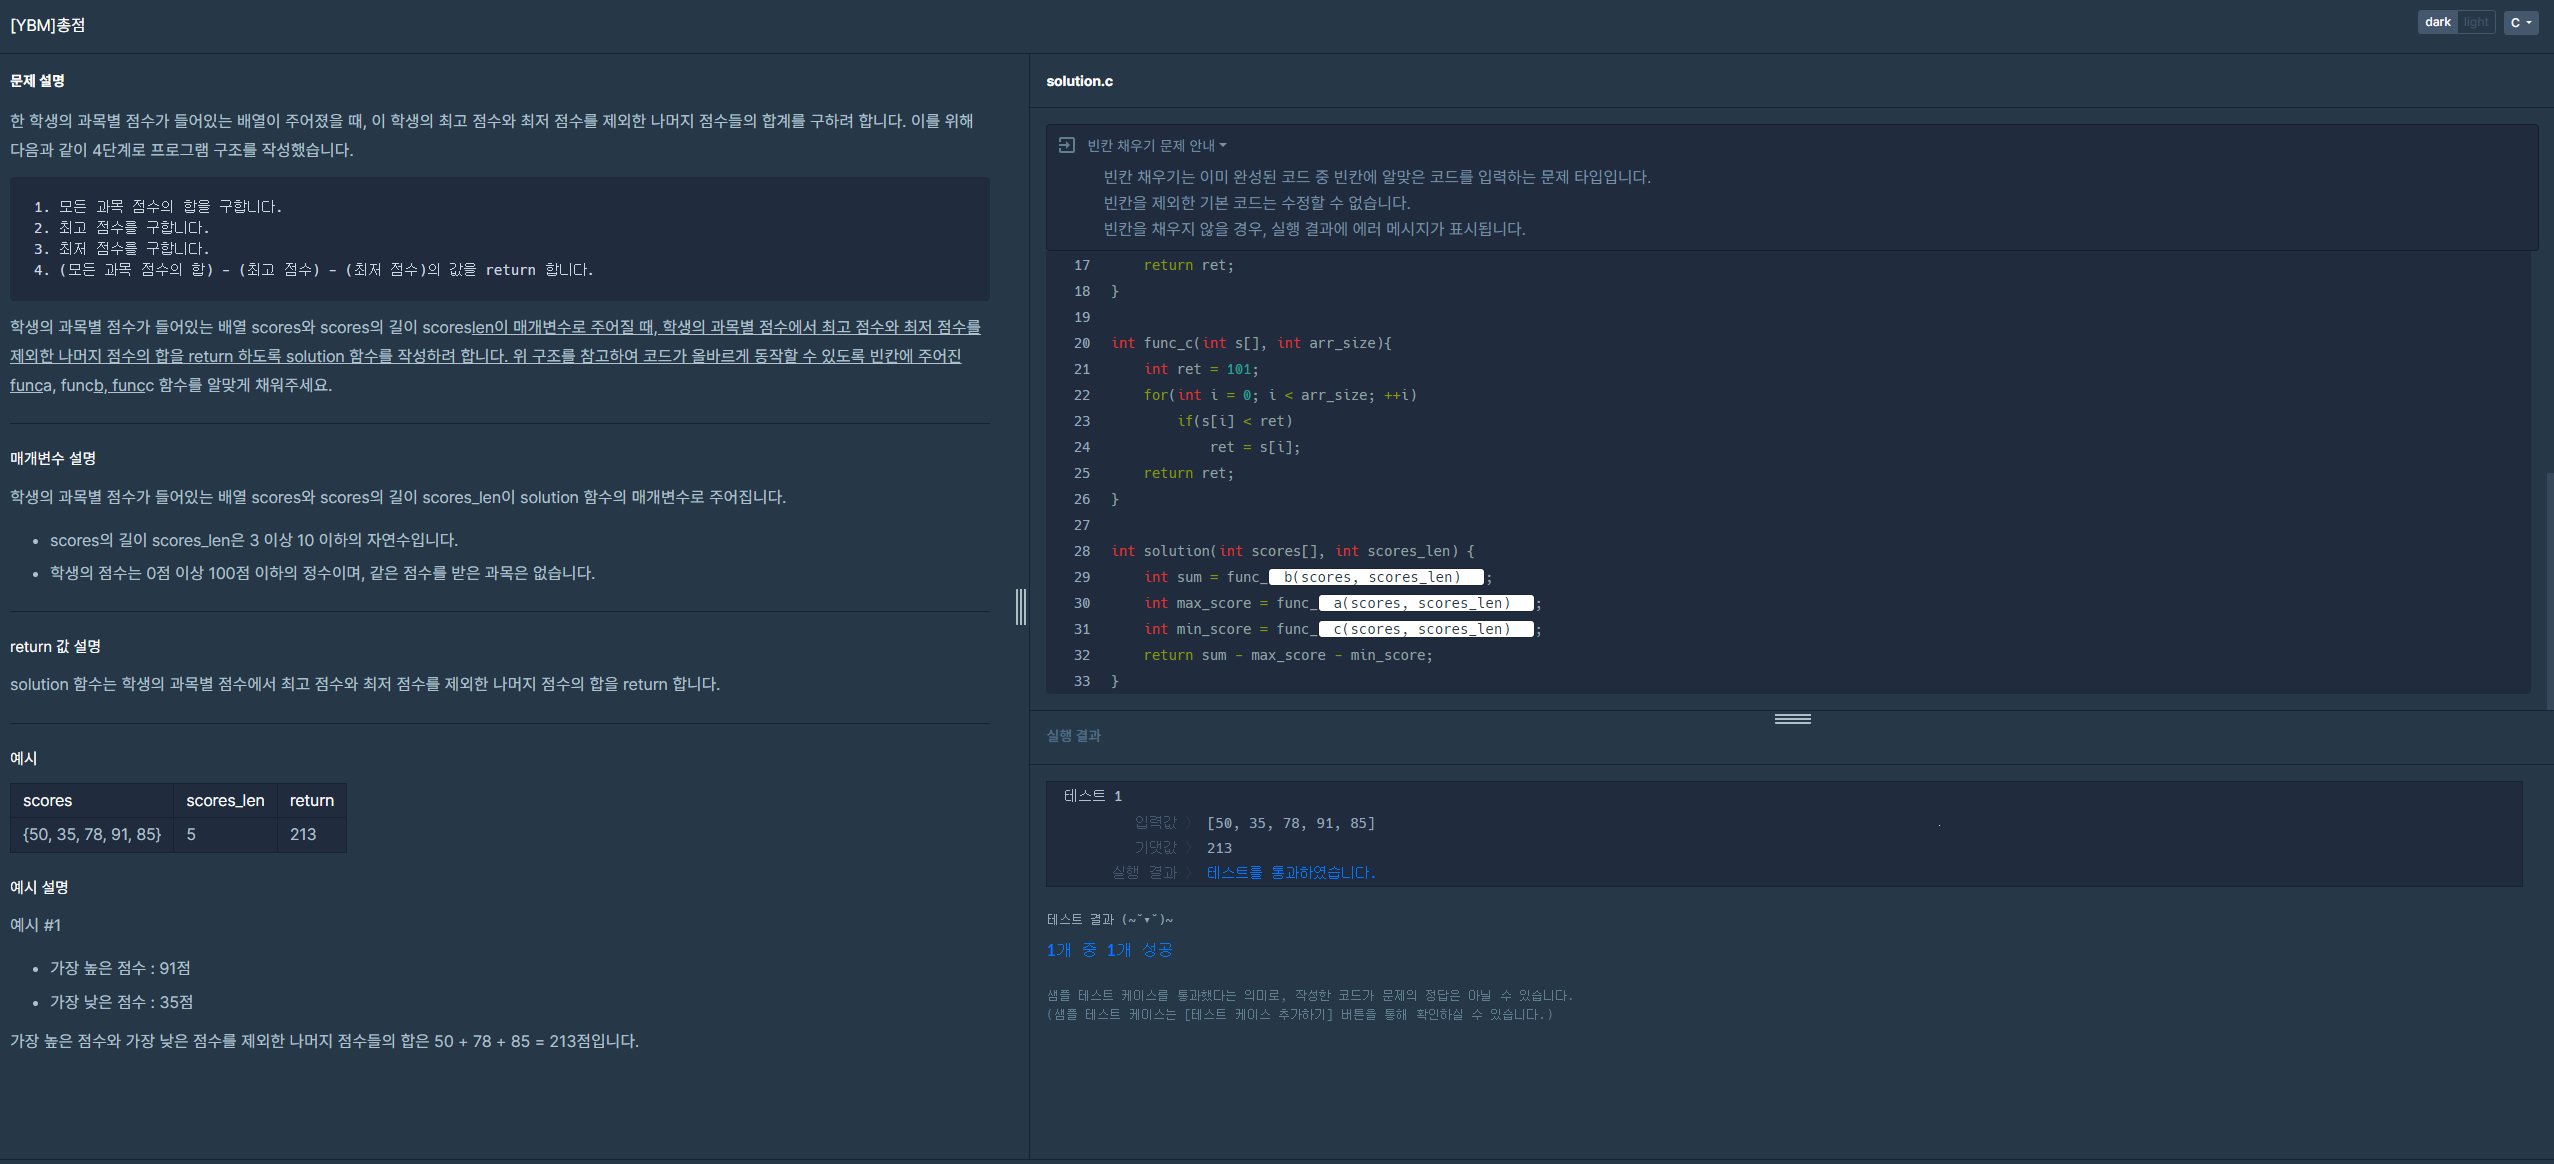 [YBM]총점
dark light C
문제 설명
한 학생의 과목별 점수가 들어있는 배열이 주어졌을 때, 이 학생의 최고 점수와 최저 점수를 제외한 나머지 점수들의 합계를 구하려 합니다. 이를 위해
다음과 같이 4단계로 프로그램 구조를 작성했습니다.
1. 모든 과목 점수의 합을 구합니다.
2. 최고 점수를 구합니다.
3. 최저 점수를 구합니다.
4. (모든 과목 점수의 합) - (최고 점수) - (최저 점수)의 값을 return 합니다.
학생의 과목별 점수가 들어있는 배열 scores와 scores의 길이 scoreslen이 매개변수로 주어질 때, 학생의 과목별 점수에서 최고 점수와 최저 점수를
제외한 나머지 점수의 합을 return 하도록 solution 함수를 작성하려 합니다. 위 구조를 참고하여 코드가 올바르게 동작할 수 있도록 빈칸에 주어진
funca, funcb, funcc 함수를 알맞게 채워주세요.
매개변수 설명
학생의 과목별 점수가 들어있는 배열 scores와 scores의 길이 scores_len이 solution 함수의 매개변수로 주어집니다.
• scores의 길이 scores_len은 3 이상 10 이하의 자연수입니다.
• 학생의 점수는 0점 이상 100점 이하의 정수이며, 같은 점수를 받은 과목은 없습니다.
return 값 설명
solution 함수는 학생의 과목별 점수에서 최고 점수와 최저 점수를 제외한 나머지 점수의 합을 return 합니다.
예시
scores scores_len return
{50, 35, 78, 91, 85} 5 213
예시 설명
예시 #1
• 가장 높은 점수 : 91점
• 가장 낮은 점수 : 35점
가장 높은 점수와 가장 낮은 점수를 제외한 나머지 점수들의 합은 50 + 78 + 85 = 213점입니다.
solution.c
빈칸 채우기 문제 안내
빈칸 채우기는 이미 완성된 코드 중 빈칸에 알맞은 코드를 입력하는 문제 타입입니다.
빈칸을 제외한 기본 코드는 수정할 수 없습니다.
빈칸을 채우지 않을 경우, 실행 결과에 에러 메시지가 표시됩니다.
17 return ret;
18 }
19
20 int func_c(int s[], int arr_size){
21 int ret = 101;
22 for(int i = 0; i < arr_size; ++i)
23 if(s[i] < ret)
24 ret = s[i];
25 return ret;
26 }
27
28 int solution(int scores[], int scores_len) {
29 int sum = func_ b(scores, scores_len) ;
30 int max_score = func_ a(scores, scores_len) ;
31 int min_score = func_ c(scores, scores_len) ;
32 return sum - max_score - min_score;
33 }
실행 결과
테스트 1
입력값 〉 [50, 35, 78, 91, 85]
기댓값 〉 213
실행 결과 〉 테스트를 통과하였습니다.
테스트 결과 (~˘▾˘)~
1개 중 1개 성공
샘플 테스트 케이스를 통과했다는 의미로, 작성한 코드가 문제의 정답은 아닐 수 있습니다.
(샘플 테스트 케이스는 [테스트 케이스 추가하기] 버튼을 통해 확인하실 수 있습니다.)